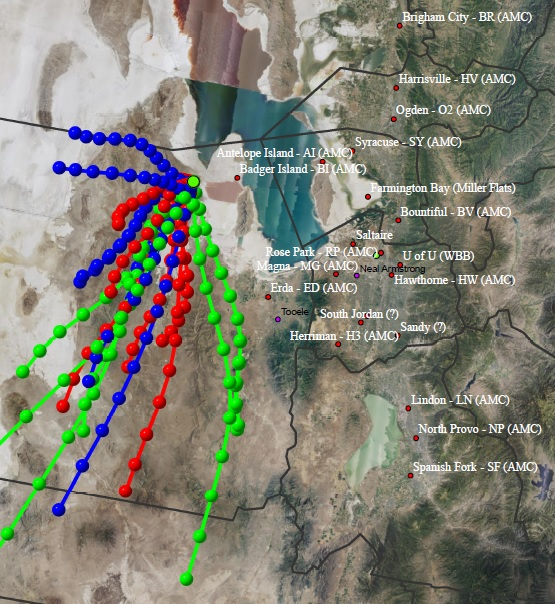 Brigham City - BR (AMC)
Harrisville - HV (AMC)
Ogden - O2 (AMC)
Syracuse - SY (AMC)
Antelope Island - AI (AMC)
Badger Island - BI (AMC)
Farmington Bay (Miller Flats)
Bountiful - BV (AMC)
Saltaire
Rose Park - RP (AMC)
U of U (WBB)
Magna - MG (AMC)
Neal Armstrong
Hawthorne - HW (AMC)
Erda - ED (AMC)
Tooele
South Jordan (?)
Sandy (?)
Herriman - H3 (AMC)
Lindon - LN (AMC)
North Provo - NP (AMC)
Spanish Fork - SF (AMC)